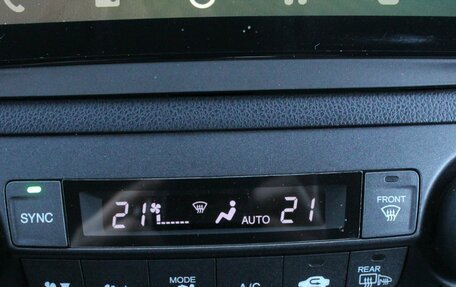 FRONT
SYNC
21 AUTO 21
MODE
A/C
REAR